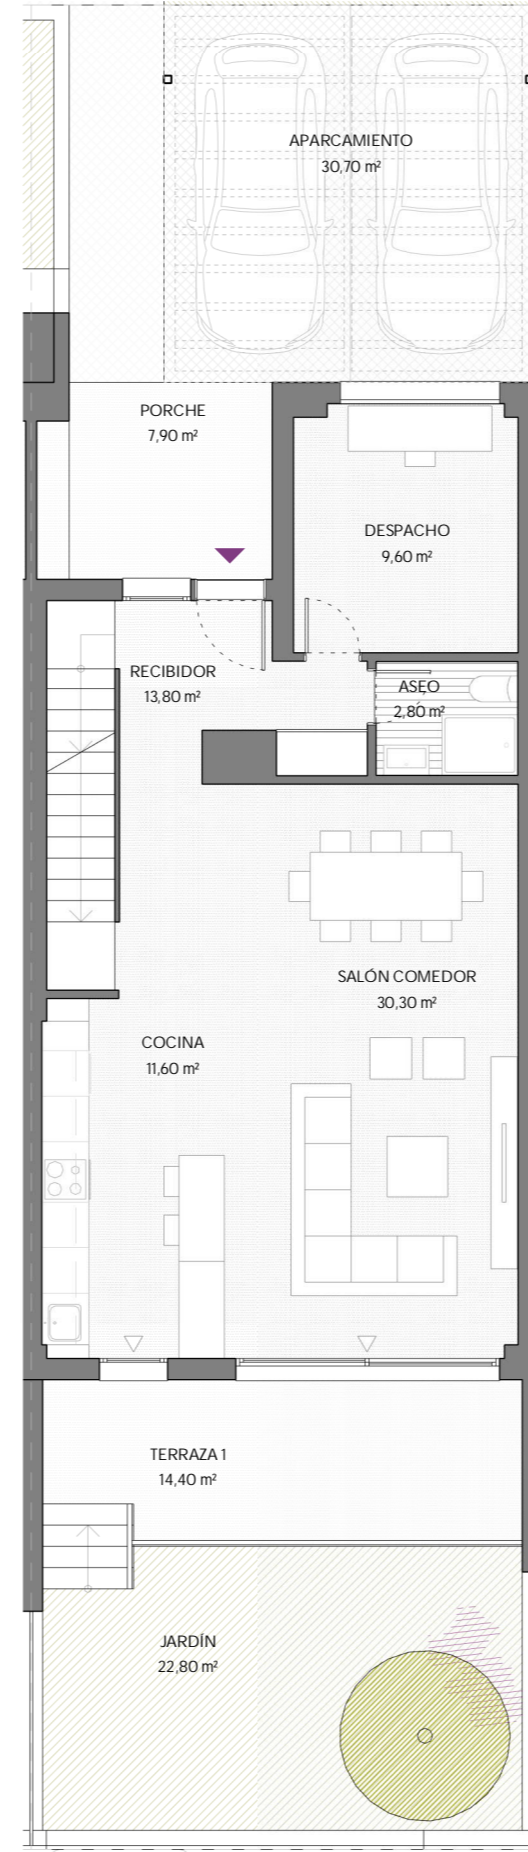 APARCAMIENTO
30,70 m²
PORCHE
7,90 m²
DESPACHO
9,60 m²
RECIBIDOR
13,80 m²
ASEO
2,80 m²
SALÓN COMEDOR
30,30 m²
COCINA
11,60 m²
TERRAZA 1
14,40 m²
JARDÍN
22,80 m²